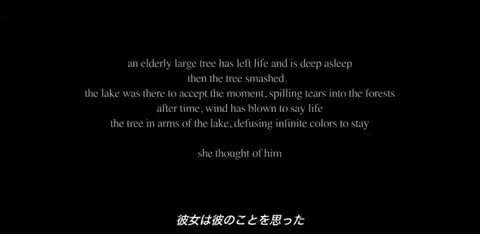 an elderly large tree has left life and is deep asleep
then the tree smashed.
the lake was there to accept the moment, spilling tears into the forests
after time, wind has blown to say life
the tree in arms of the lake, defusing infinite colors to stay
she thought of him
彼女は彼のことを思った